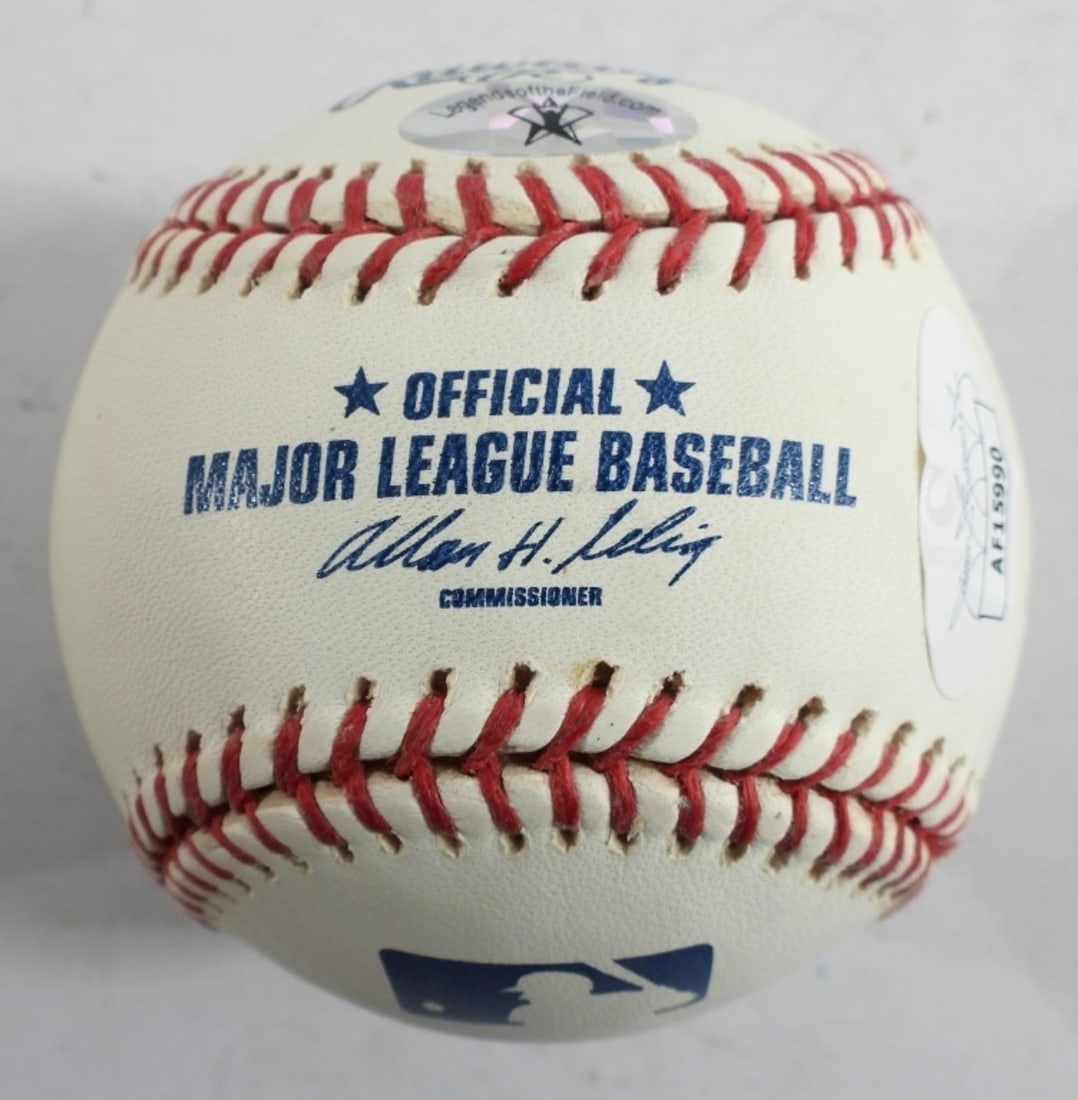 LegendsoftheField.com
★ OFFICIAL ★
MAJOR LEAGUE BASEBALL
Allan H. Selig
COMMISSIONER
AF15990